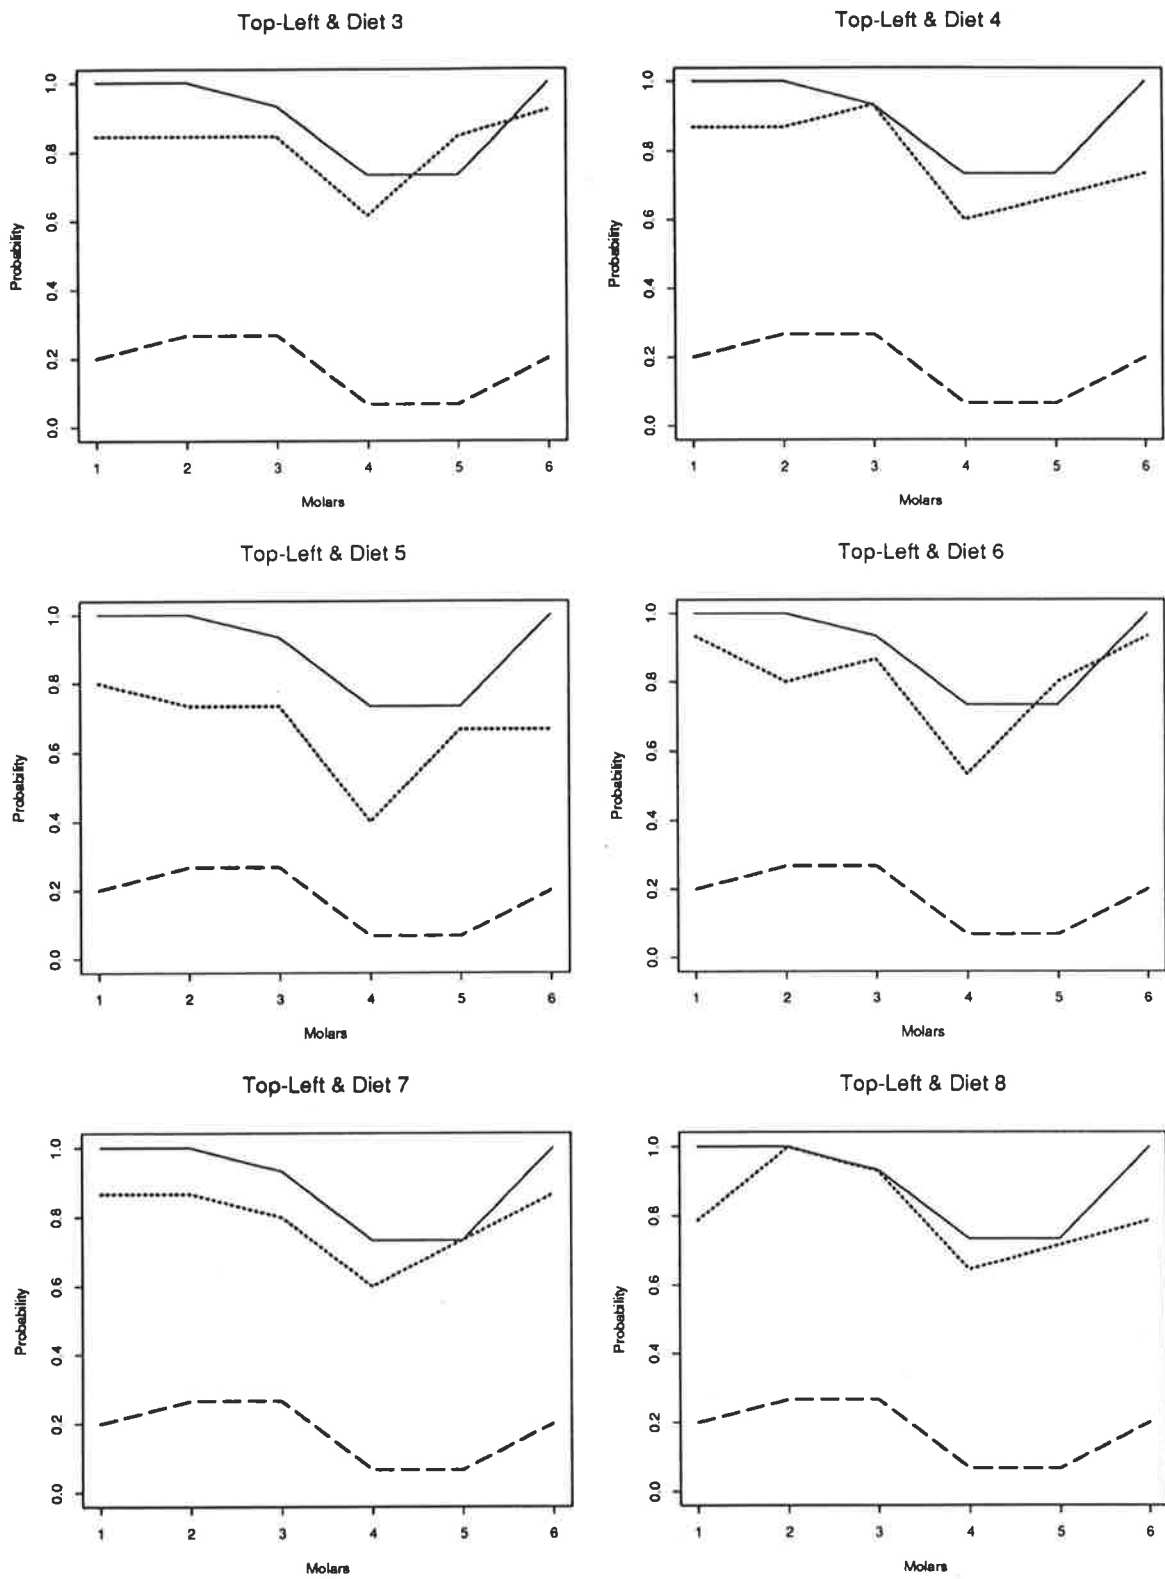 Top-Left & Diet 3
Probability
0.0 0.2 0.4 0.6 0.8 1.0
1 2 3 4 5 6
Molars
Top-Left & Diet 4
Probability
0.0 0.2 0.4 0.6 0.8 1.0
1 2 3 4 5 6
Molars
Top-Left & Diet 5
Probability
0.0 0.2 0.4 0.6 0.8 1.0
1 2 3 4 5 6
Molars
Top-Left & Diet 6
Probability
0.0 0.2 0.4 0.6 0.8 1.0
1 2 3 4 5 6
Molars
Top-Left & Diet 7
Probability
0.0 0.2 0.4 0.6 0.8 1.0
1 2 3 4 5 6
Molars
Top-Left & Diet 8
Probability
0.0 0.2 0.4 0.6 0.8 1.0
1 2 3 4 5 6
Molars